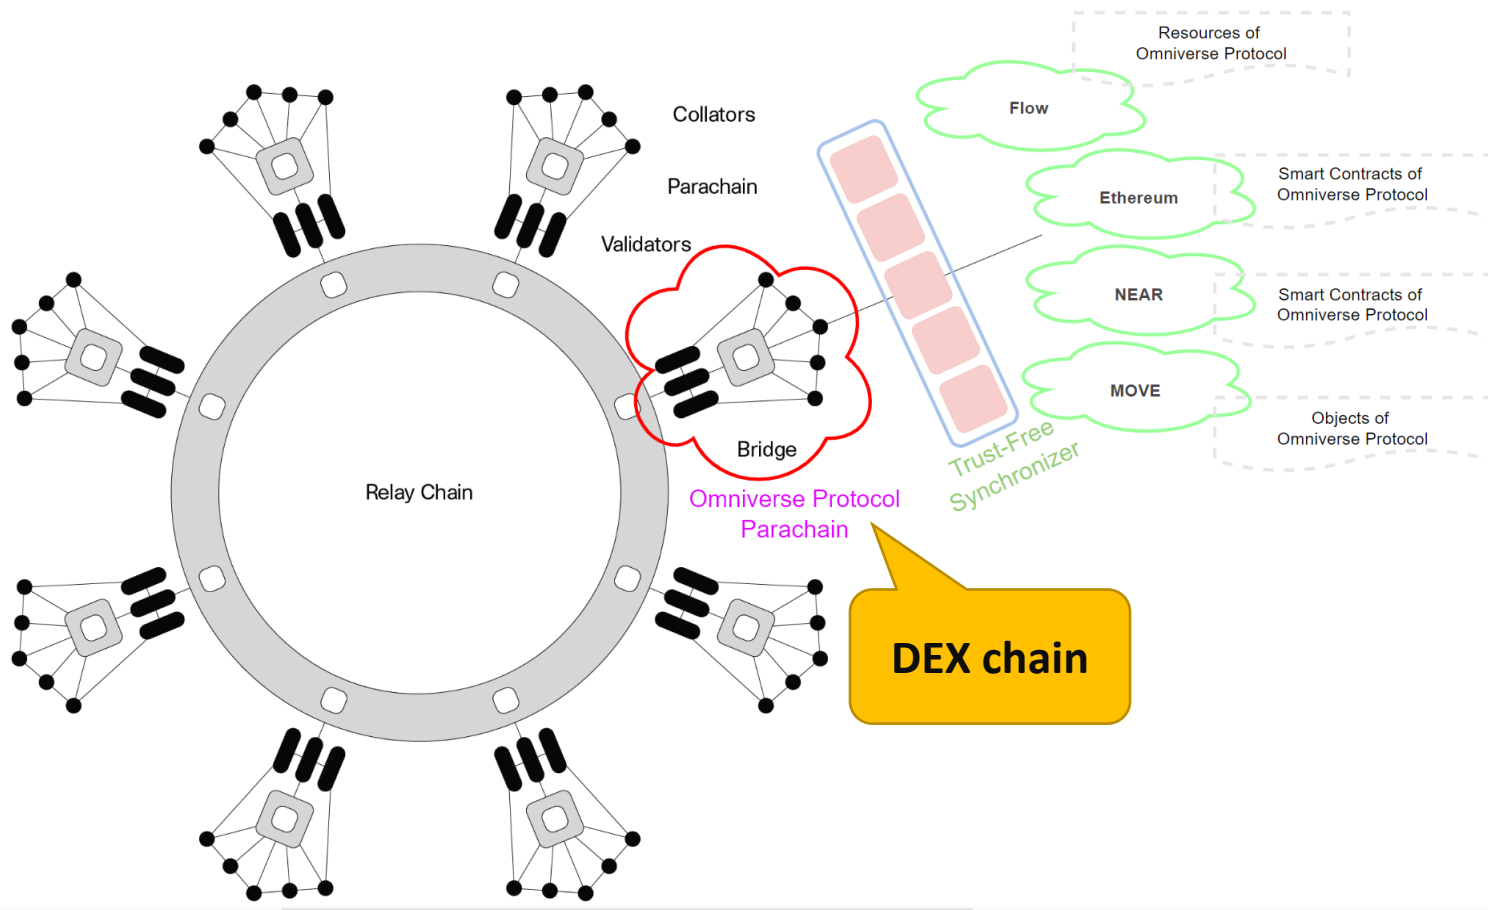 Resources of
Omniverse Protocol
Flow
Collators
Smart Contracts of
Omniverse Protocol
Parachain
Ethereum
Validators
NEAR
Smart Contracts of
Omniverse Protocol
MOVE
Objects of
Omniverse Protocol
Bridge
Trust-Free
Synchronizer
Relay Chain
Omniverse Protocol
Parachain
DEX chain